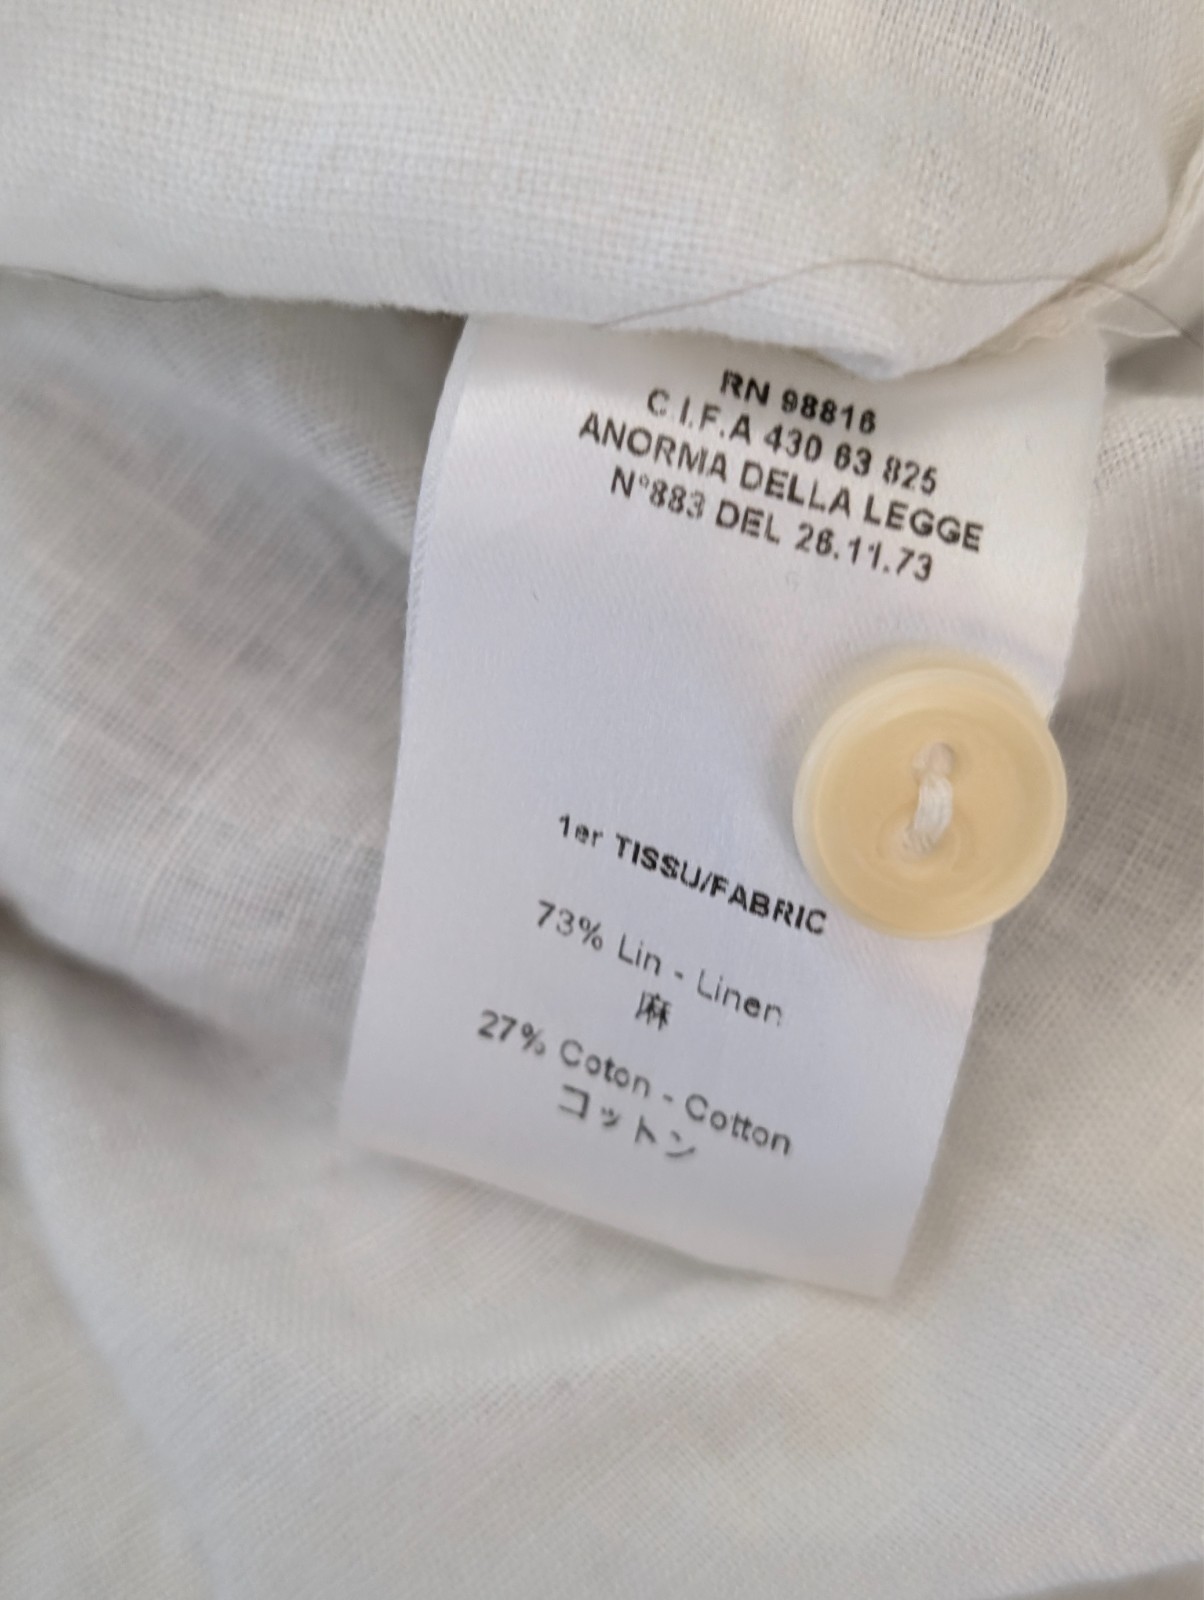 RN 98816
C.I.F.A 430 63 825
ANORMA DELLA LEGGE
N°883 DEL 26.11.73
1er TISSU/FABRIC
73% Lin - Linen
麻
27% Coton - Cotton
コットン